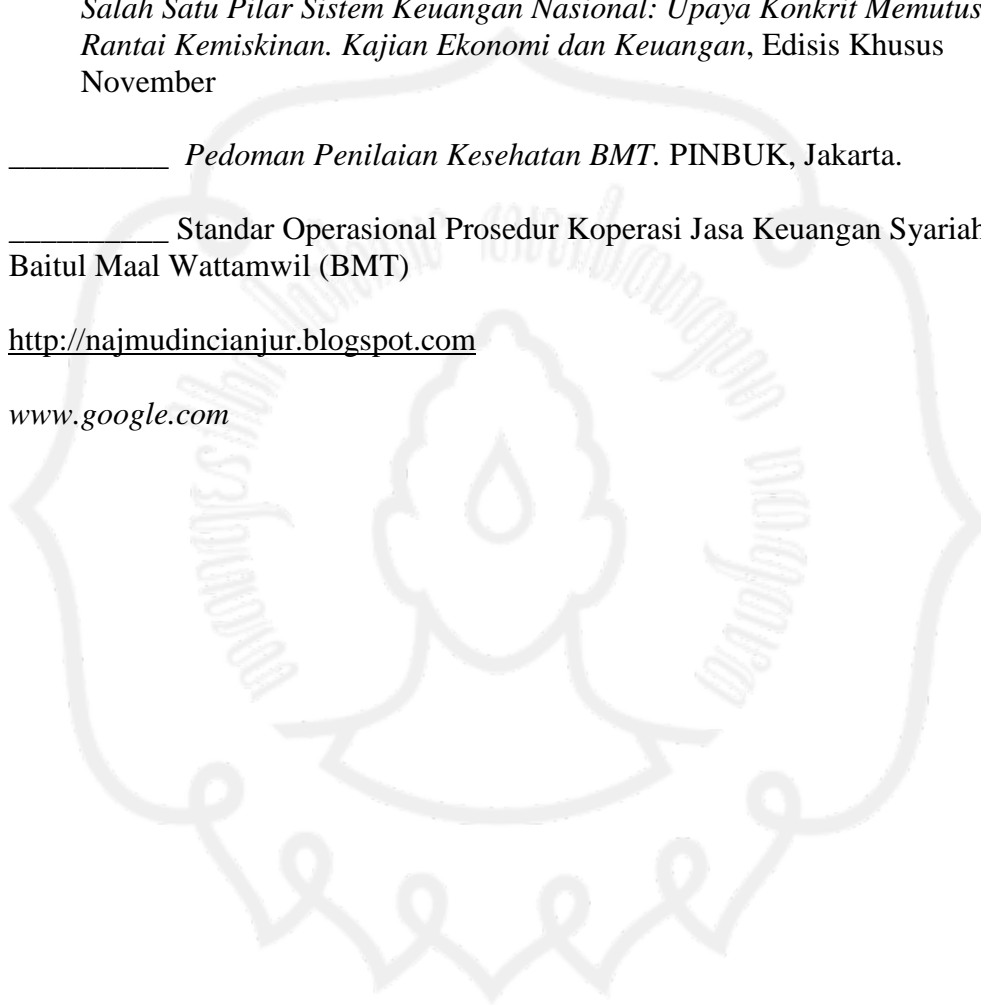 Salah Satu Pilar Sistem Keuangan Nasional: Upaya Konkrit Memutus
Rantai Kemiskinan. Kajian Ekonomi dan Keuangan, Edisis Khusus
November
__________ Pedoman Penilaian Kesehatan BMT. PINBUK, Jakarta.
__________ Standar Operasional Prosedur Koperasi Jasa Keuangan Syariah
Baitul Maal Wattamwil (BMT)
http://najmudincianjur.blogspot.com
www.google.com